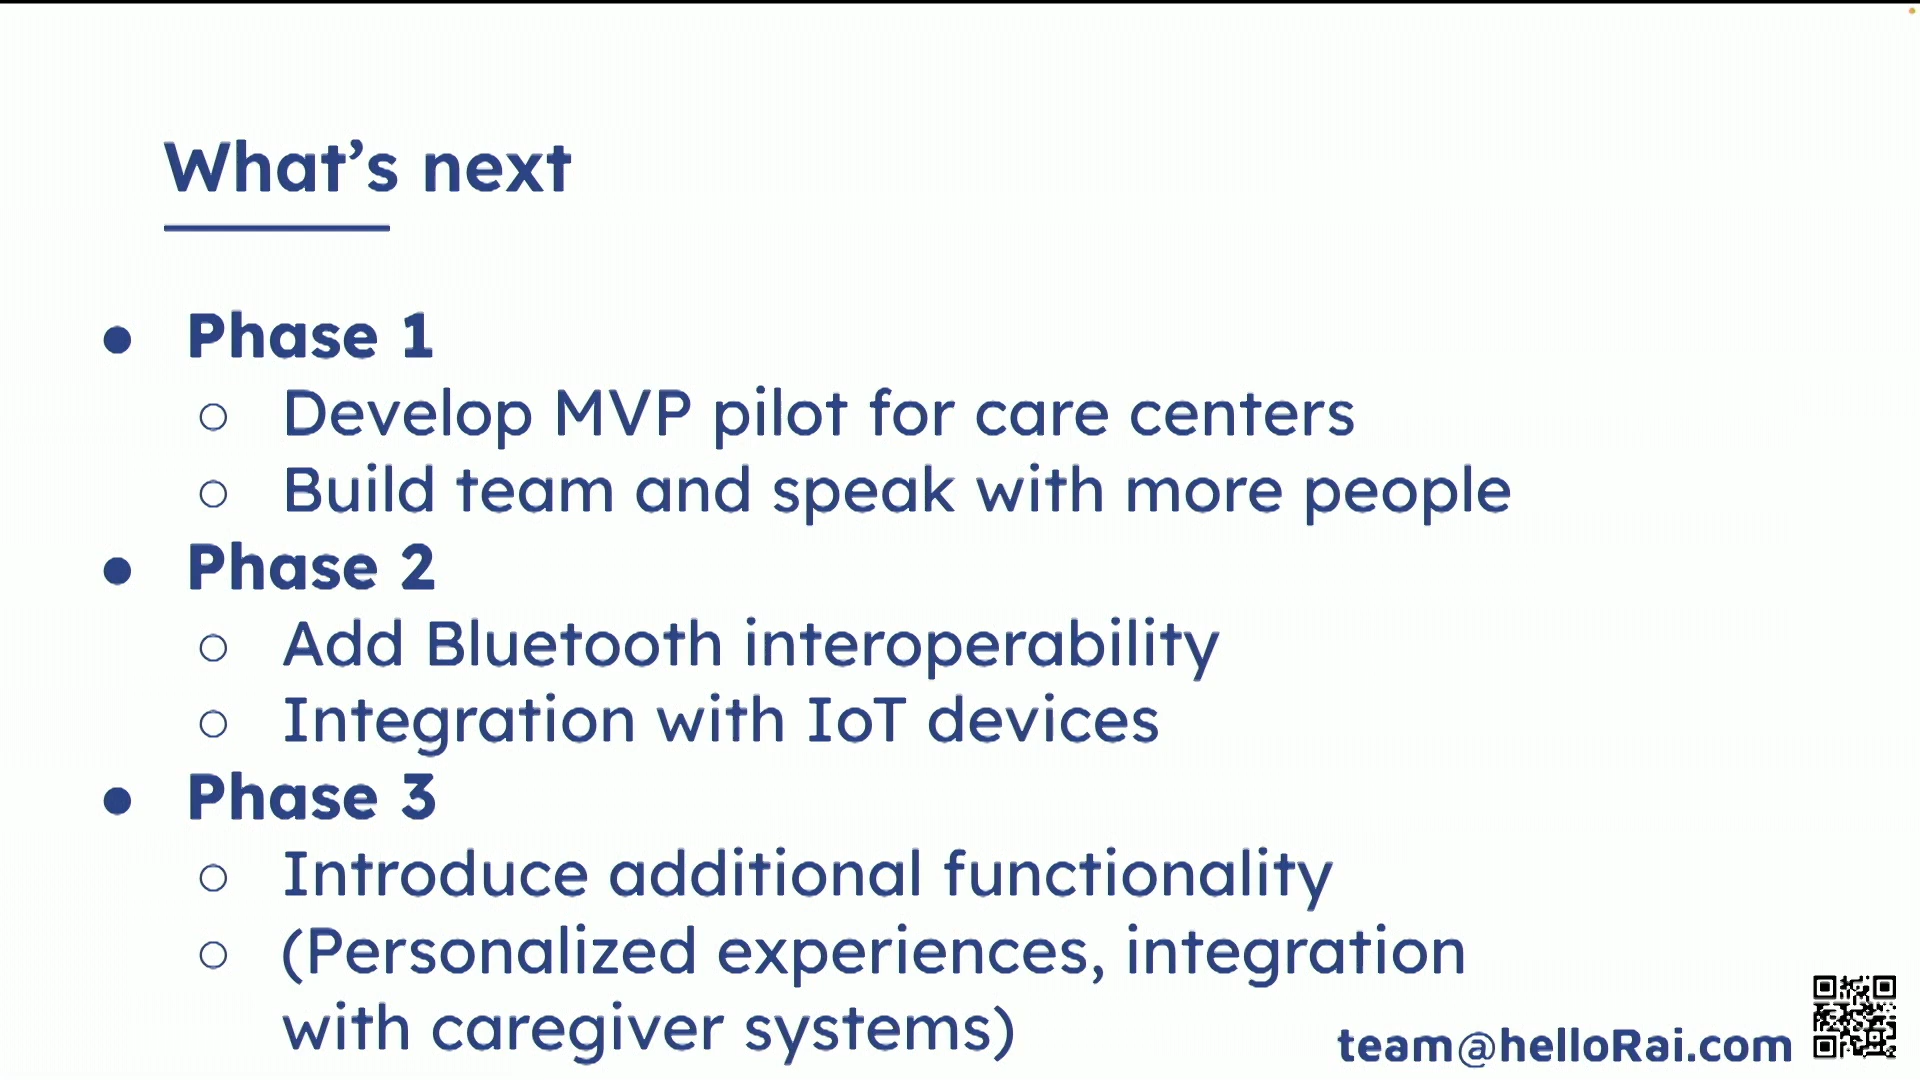 What’s next
● Phase 1
○ Develop MVP pilot for care centers
○ Build team and speak with more people
● Phase 2
○ Add Bluetooth interoperability
○ Integration with IoT devices
● Phase 3
○ Introduce additional functionality
○ (Personalized experiences, integration
with caregiver systems)
team@helloRai.com